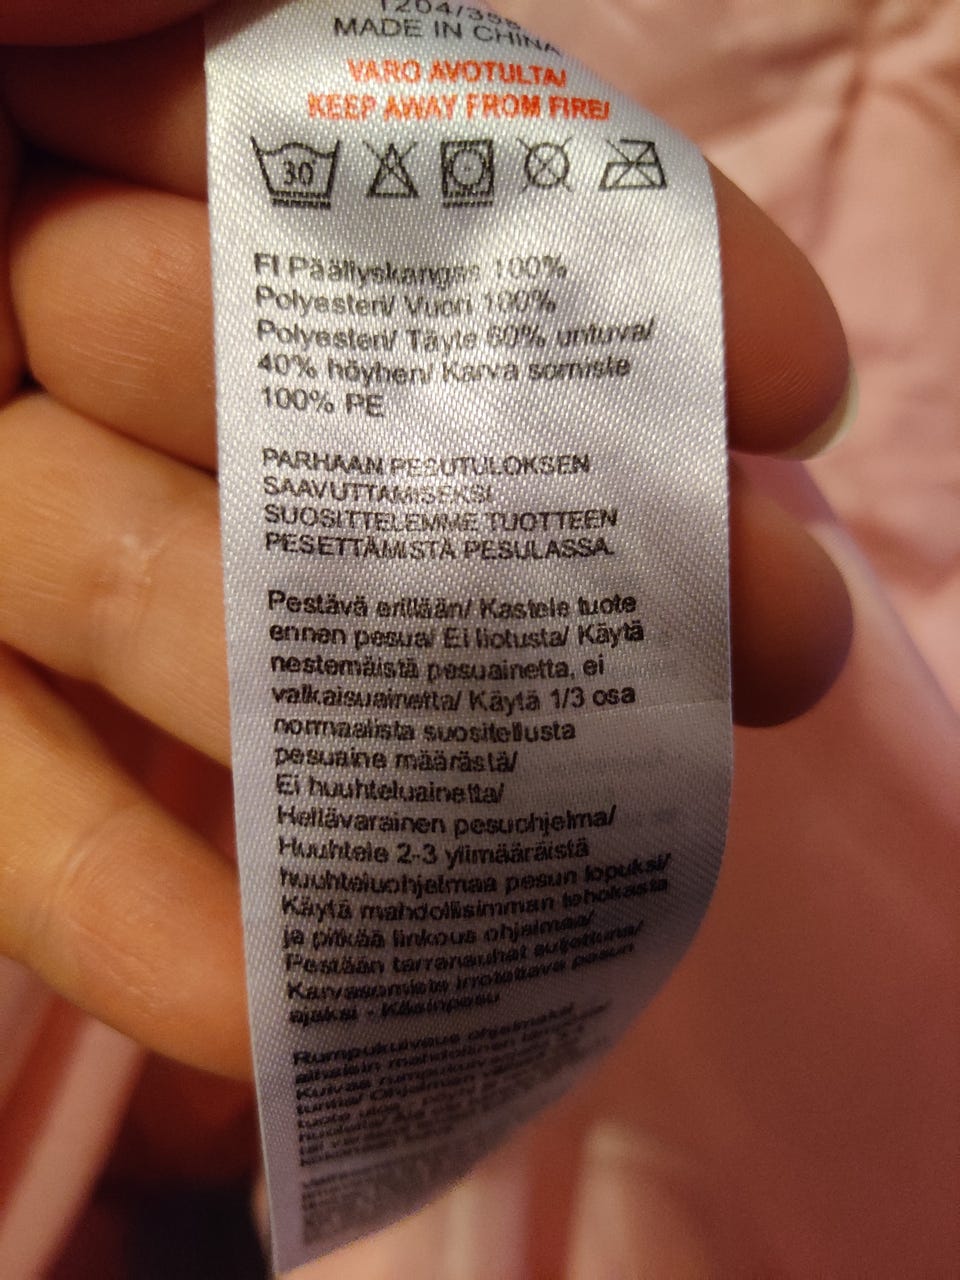 MADE IN CHINA
VARO AVOTULTA!
KEEP AWAY FROM FIRE!
30
FI Päällyskangas 100%
Polyesteri/ Vuori 100%
Polyesteri/ Täyte 60% untuva/
40% höyhen/ Karva somiste
100% PE
PARHAAN PESUTULOKSEN
SAAVUTTAMISEKSI
SUOSITTELEMME TUOTTEEN
PESETTÄMISTÄ PESULASSA.
Pestävä erillään/ Kastele tuote
ennen pesua/ Ei liotusta/ Käytä
nestemäistä pesuainetta, ei
valkaisuainetta/ Käytä 1/3 osa
normaalista suositellusta
pesuaine määrästä/
Ei huuhteluainetta/
Hellävarainen pesuohjelma/
Huuhtele 2-3 ylimääräistä
huuhteluohjelmaa pesun lopuksi/
Käytä mahdollisimman tehokasta
ja pitkää linkous ohjelmaa/
Pestään tarranauhat suljettuna/
Karvasomiste irrotettava pesun
ajaksi - Käsinpesu
Rumpukuivaus ohjelmalla